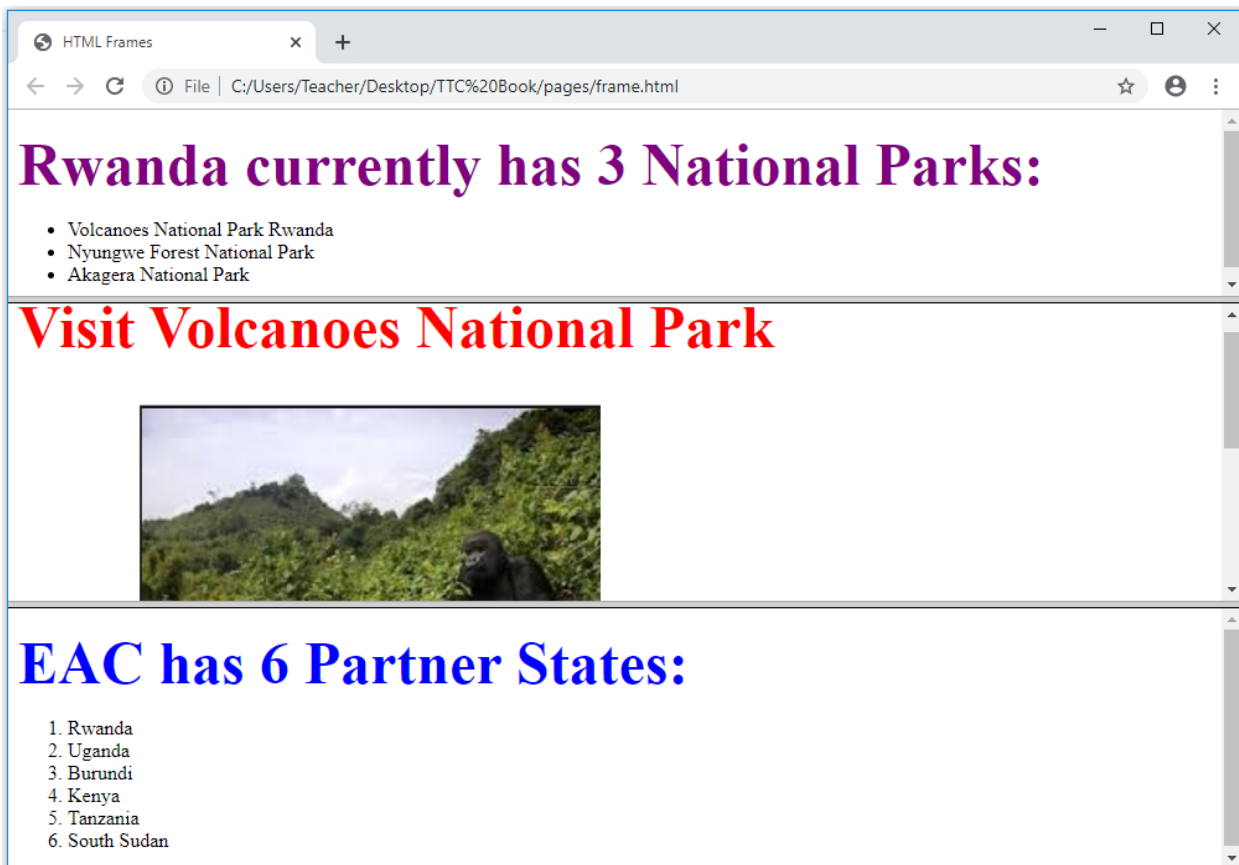 HTML Frames
File C:/Users/Teacher/Desktop/TTC%20Book/pages/frame.html
Rwanda currently has 3 National Parks:
• Volcanoes National Park Rwanda
• Nyungwe Forest National Park
• Akagera National Park
Visit Volcanoes National Park
EAC has 6 Partner States:
1. Rwanda
2. Uganda
3. Burundi
4. Kenya
5. Tanzania
6. South Sudan